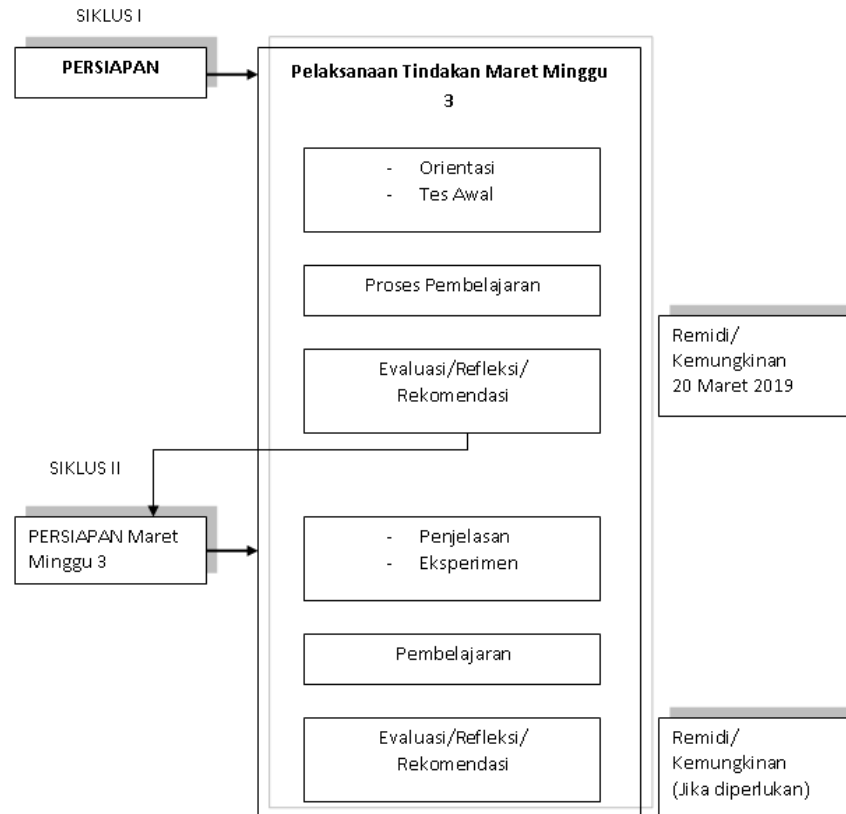 SIKLUS I
PERSIAPAN
Pelaksanaan Tindakan Maret Minggu
3
- Orientasi
- Tes Awal
Proses Pembelajaran
Evaluasi/Refleksi/
Rekomendasi
Remidi/
Kemungkinan
20 Maret 2019
SIKLUS II
PERSIAPAN Maret
Minggu 3
- Penjelasan
- Eksperimen
Pembelajaran
Evaluasi/Refleksi/
Rekomendasi
Remidi/
Kemungkinan
(Jika diperlukan)